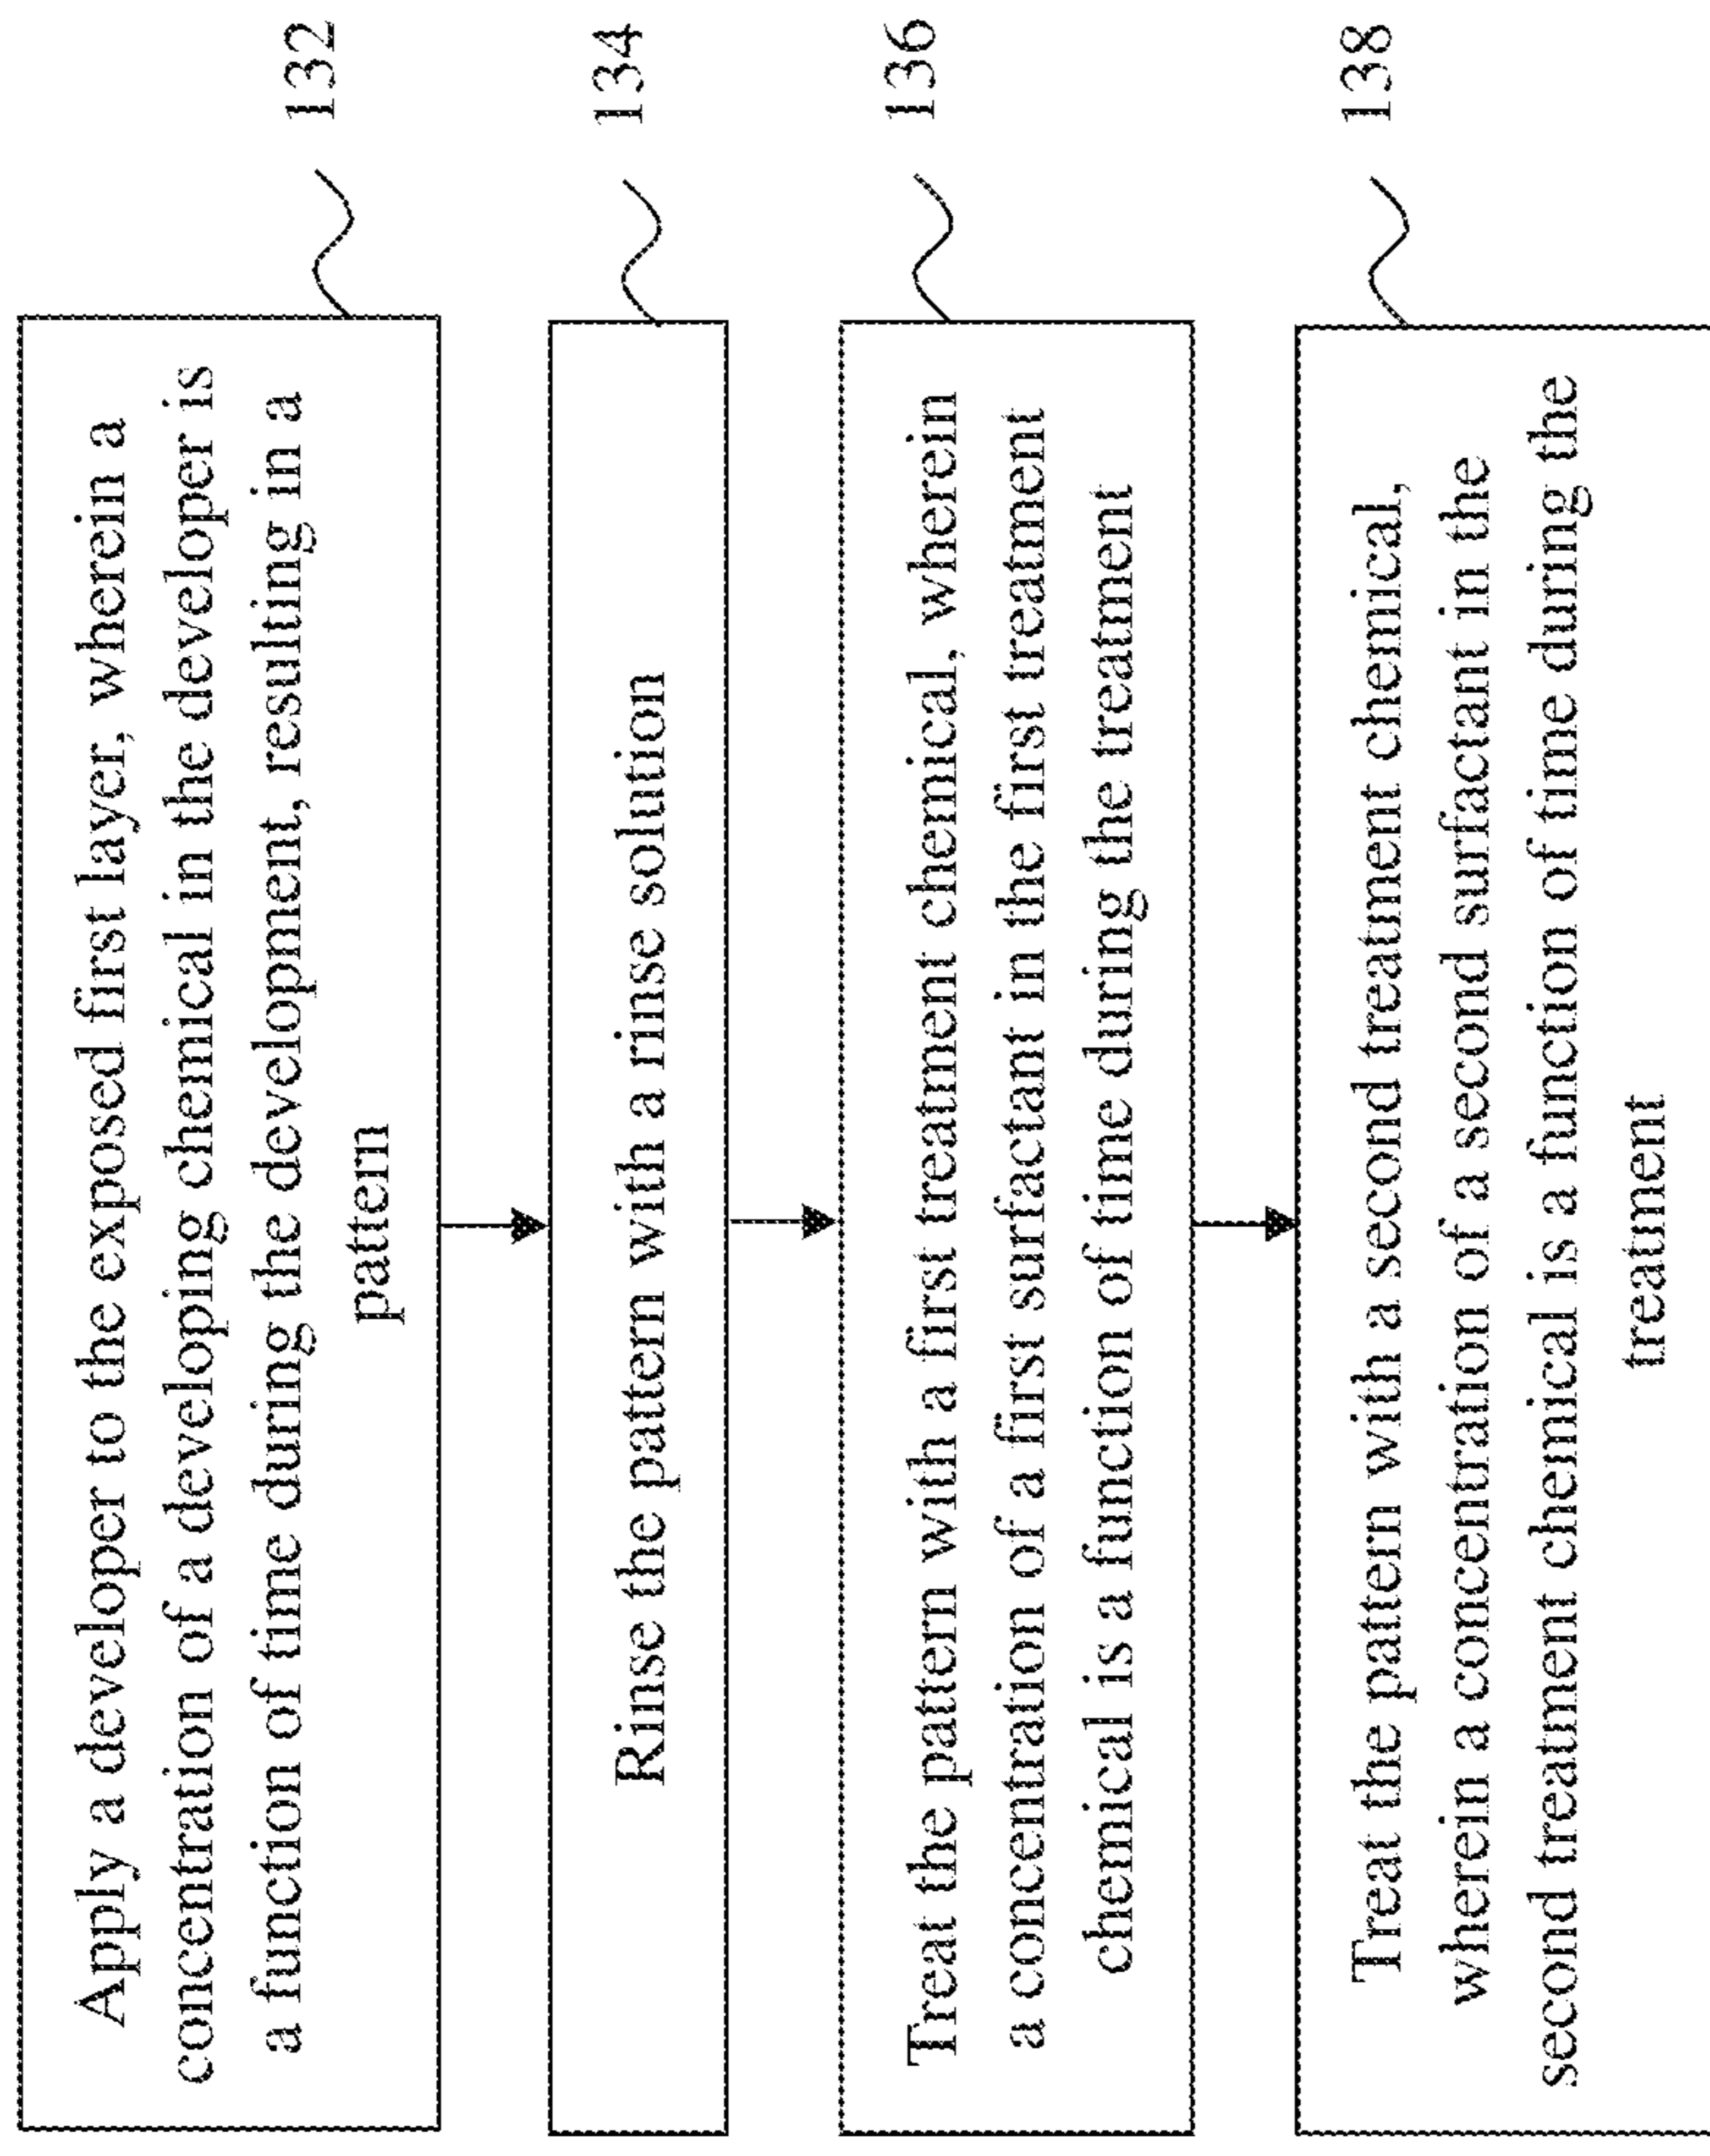 Apply a developer to the exposed first layer, wherein a
concentration of a developing chemical in the developer is
a function of time during the development, resulting in a
pattern
132
Rinse the pattern with a rinse solution
134
Treat the pattern with a first treatment chemical, wherein
a concentration of a first surfactant in the first treatment
chemical is a function of time during the treatment
136
Treat the pattern with a second treatment chemical,
wherein a concentration of a second surfactant in the
second treatment chemical is a function of time during the
treatment
138